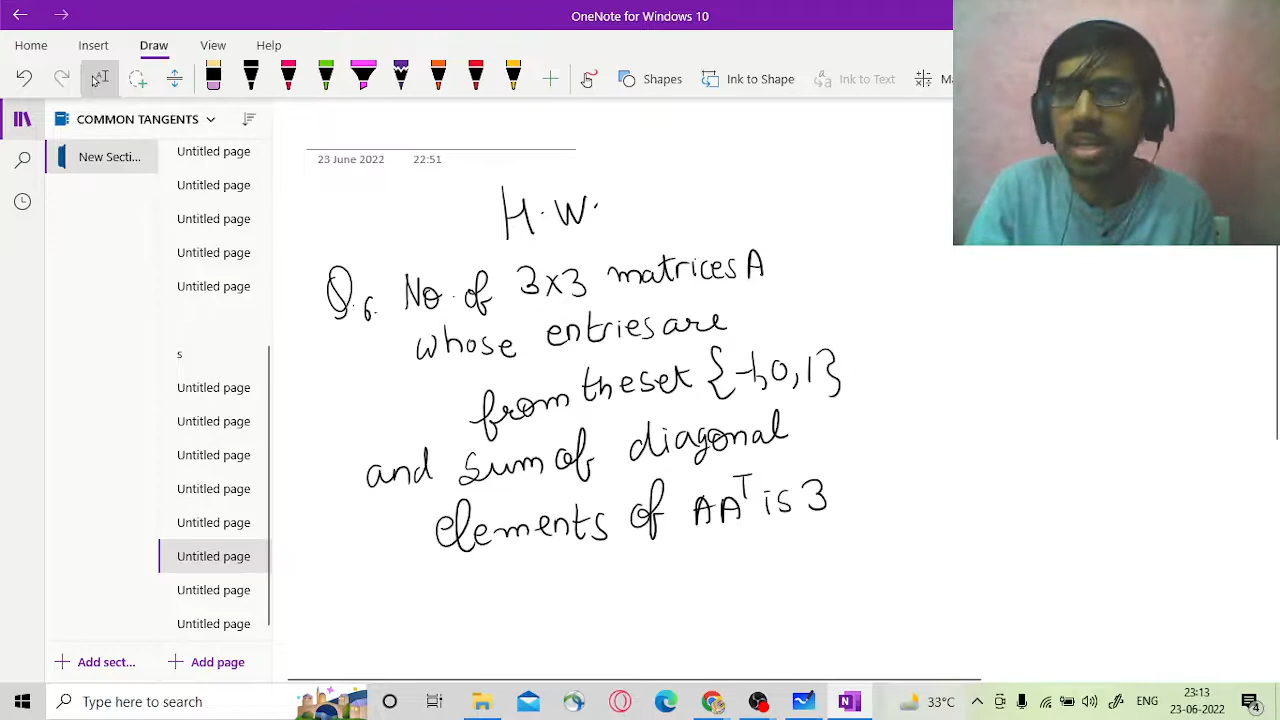 OneNote for Windows 10
Home Insert Draw View Help
Shapes Ink to Shape Ink to Text Ma
COMMON TANGENTS
New Secti...
Untitled page
Untitled page
Untitled page
Untitled page
Untitled page
s
Untitled page
Untitled page
Untitled page
Untitled page
Untitled page
Untitled page
Untitled page
Untitled page
Add sect... Add page
23 June 2022 22:51
H.W.
Q.6. No. of 3x3 matrices A
whose entries are
from the set {-1,0,1}
and sum of diagonal
elements of AA^T is 3
Type here to search
33°C
ENG
23:13
23-06-2022
4